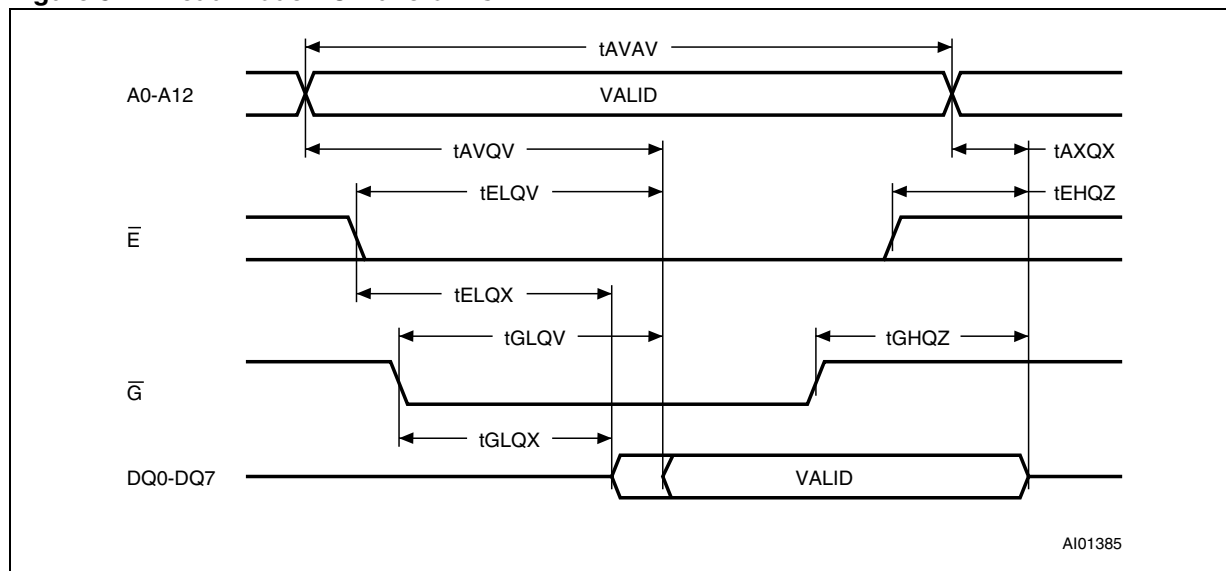 tAVAV
A0-A12
VALID
tAVQV
tAXQX
tELQV
tEHQZ
E
tELQX
tGLQV
tGHQZ
G
tGLQX
DQ0-DQ7
VALID
AI01385